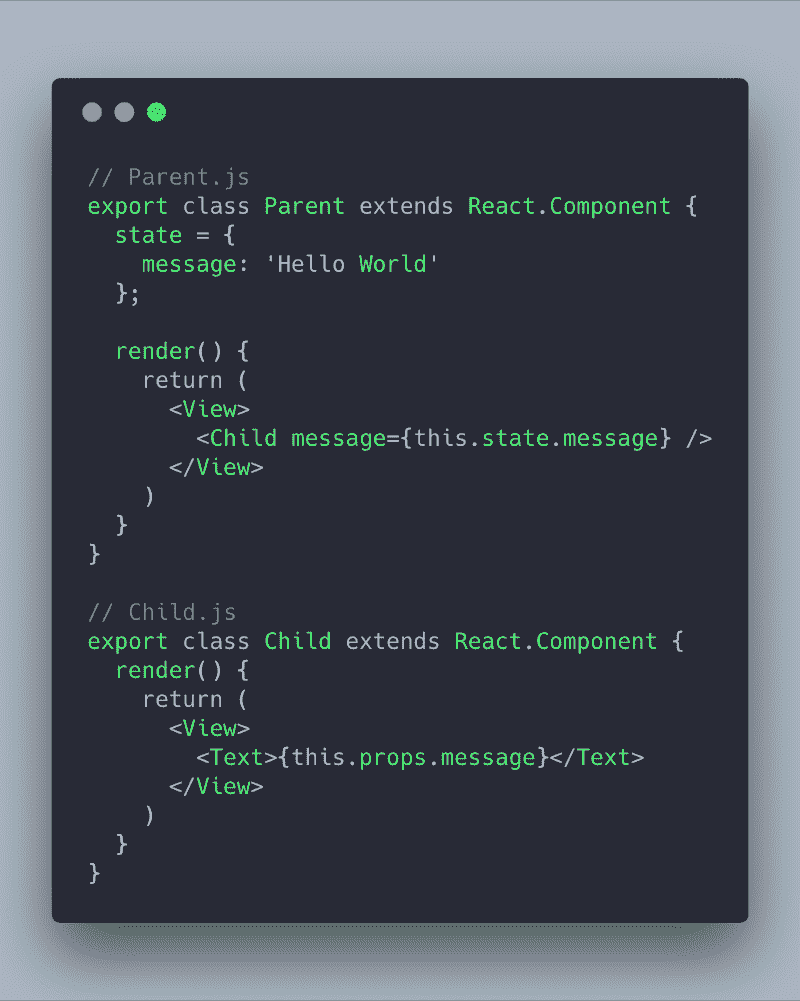 // Parent.js
export class Parent extends React.Component {
  state = {
    message: 'Hello World'
  };

  render() {
    return (
      <View>
        <Child message={this.state.message} />
      </View>
    )
  }
}

// Child.js
export class Child extends React.Component {
  render() {
    return (
      <View>
        <Text>{this.props.message}</Text>
      </View>
    )
  }
}